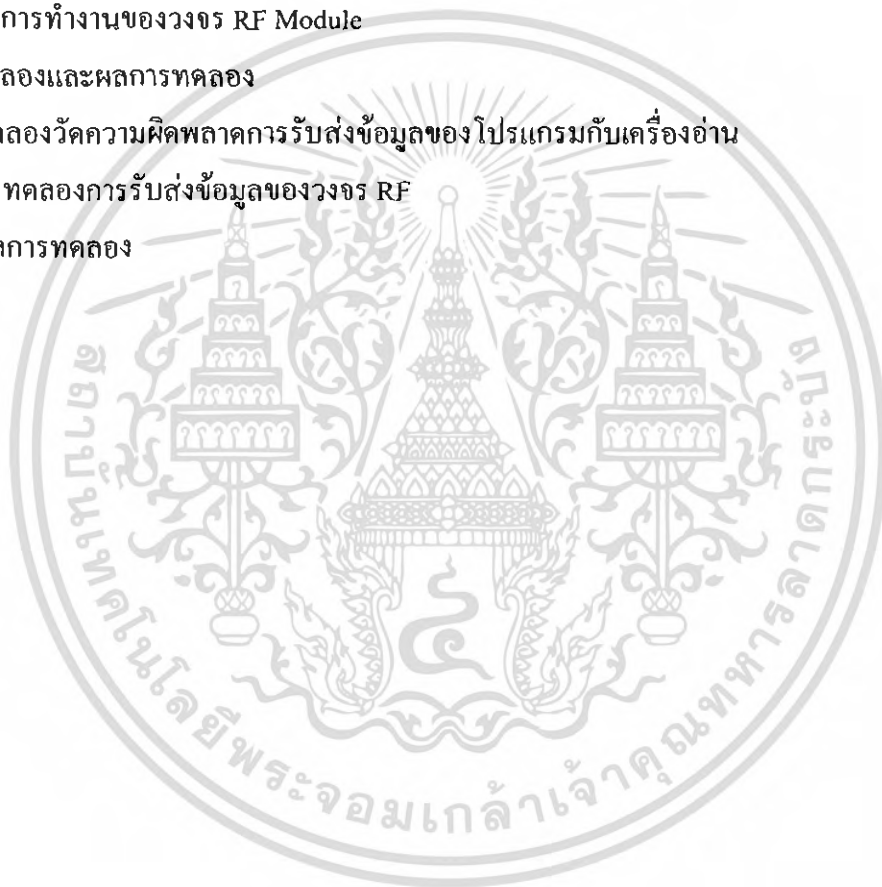 การทำงานของวงจร RF Module
ลองและผลการทดลอง
ลองวัดความผิดพลาดการรับส่งข้อมูลของโปรแกรมกับเครื่องอ่าน
ทดลองการรับส่งข้อมูลของวงจร RF
การทดลอง
สถาบันเทคโนโลยีพระจอมเกล้าเจ้าคุณทหารลาดกระบัง
๔